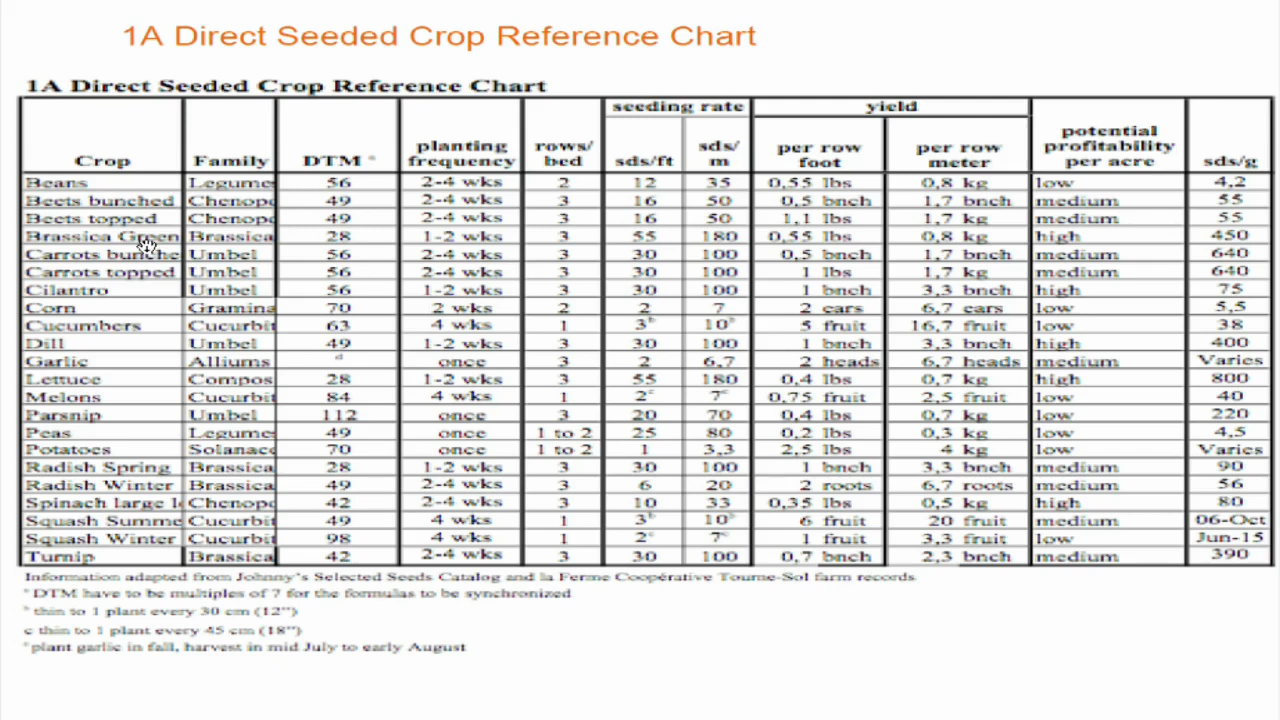 1A Direct Seeded Crop Reference Chart
1A Direct Seeded Crop Reference Chart
seeding rate yield
Crop Family DTM planting frequency rows/ bed sds/ft sds/ m per row foot per row meter potential profitability per acre sds/g
Beans Legume 56 2-4 wks 2 12 35 0,55 lbs 0,8 kg low 4,2
Beets bunched Chenopo 49 2-4 wks 3 16 50 0,5 bnch 1,7 bnch medium 55
Beets topped Chenopo 49 2-4 wks 3 16 50 1,1 lbs 1,7 kg medium 55
Brassica Green Brassica 28 1-2 wks 3 55 180 0,55 lbs 0,8 kg high 450
Carrots bunche Umbel 56 2-4 wks 3 30 100 0,5 bnch 1,7 bnch medium 640
Carrots topped Umbel 56 2-4 wks 3 30 100 1 lbs 1,7 kg medium 640
Cilantro Umbel 56 1-2 wks 3 30 100 1 bnch 3,3 bnch high 75
Corn Gramina 70 2 wks 2 2 7 2 ears 6,7 ears low 5,5
Cucumbers Cucurbit 63 4 wks 1 3ᵇ 10ᵇ 5 fruit 16,7 fruit low 38
Dill Umbel 49 1-2 wks 3 30 100 1 bnch 3,3 bnch high 400
Garlic Alliums ᵈ once 3 2 6,7 2 heads 6,7 heads medium Varies
Lettuce Compos 28 1-2 wks 3 55 180 0,4 lbs 0,7 kg high 800
Melons Cucurbit 84 4 wks 1 2ᶜ 7ᶜ 0,75 fruit 2,5 fruit low 40
Parsnip Umbel 112 once 3 20 70 0,4 lbs 0,7 kg low 220
Peas Legume 49 once 1 to 2 25 80 0,2 lbs 0,3 kg low 4,5
Potatoes Solanac 70 once 1 to 2 1 3,3 2,5 lbs 4 kg low Varies
Radish Spring Brassica 28 1-2 wks 3 30 100 1 bnch 3,3 bnch medium 90
Radish Winter Brassica 49 2-4 wks 3 6 20 2 roots 6,7 roots medium 56
Spinach large l Chenopo 42 2-4 wks 3 10 33 0,35 lbs 0,5 kg high 80
Squash Summe Cucurbit 49 4 wks 1 3ᵇ 10ᵇ 6 fruit 20 fruit medium 06-Oct
Squash Winter Cucurbit 98 4 wks 1 2ᶜ 7ᶜ 1 fruit 3,3 fruit low Jun-15
Turnip Brassica 42 2-4 wks 3 30 100 0,7 bnch 2,3 bnch medium 390
Information adapted from Johnny's Selected Seeds Catalog and la Ferme Coopérative Tourne-Sol farm records
DTM have to be multiples of 7 for the formulas to be synchronized
thin to 1 plant every 30 cm (12")
c thin to 1 plant every 45 cm (18")
plant garlic in fall, harvest in mid July to early August